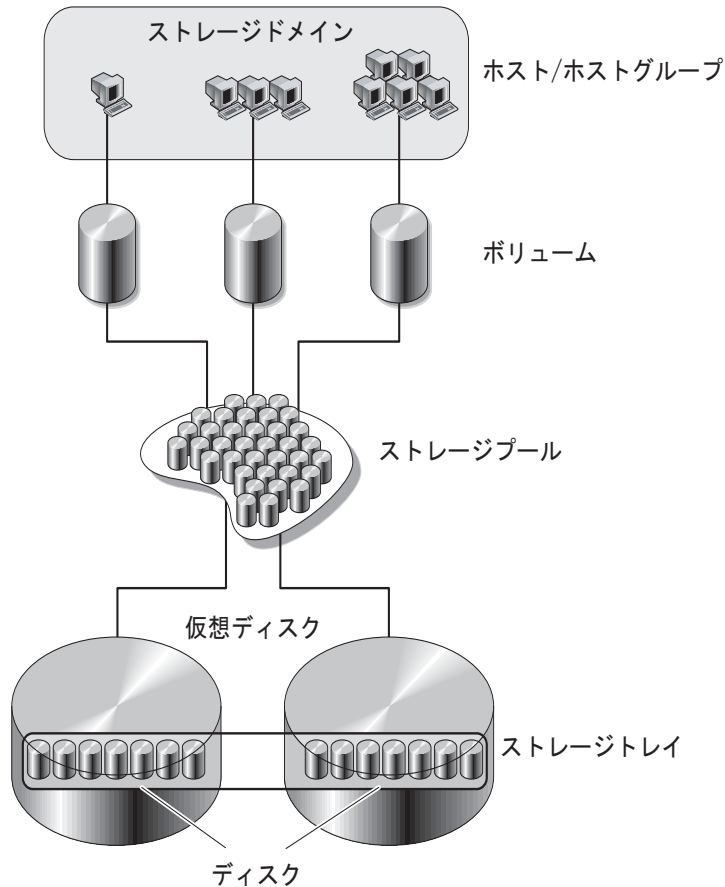 ストレージドメイン
ホスト/ホストグループ
ボリューム
ストレージプール
仮想ディスク
ストレージトレイ
ディスク